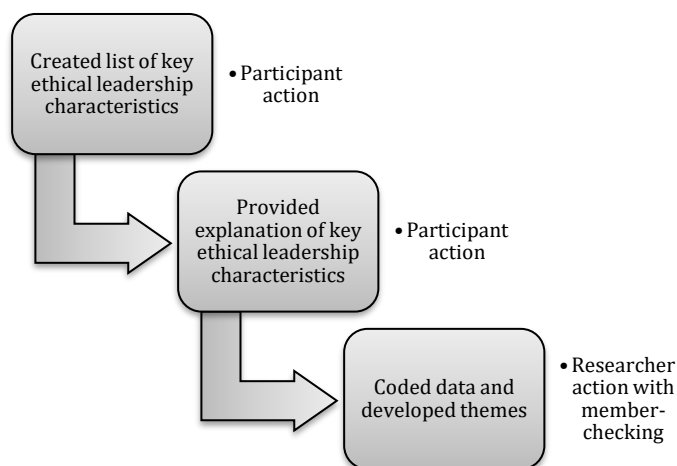 Created list of key
ethical leadership
characteristics
• Participant
action
Provided
explanation of key
ethical leadership
characteristics
• Participant
action
Coded data and
developed themes
• Researcher
action with
member-
checking